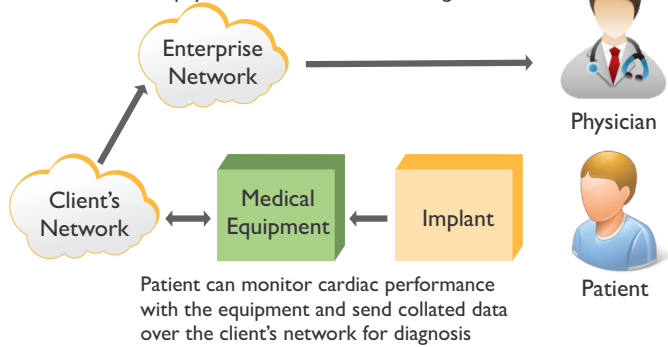 Enterprise
Network
Physician
Client's
Network
Medical
Equipment
Implant
Patient can monitor cardiac performance
with the equipment and send collated data
over the client's network for diagnosis
Patient